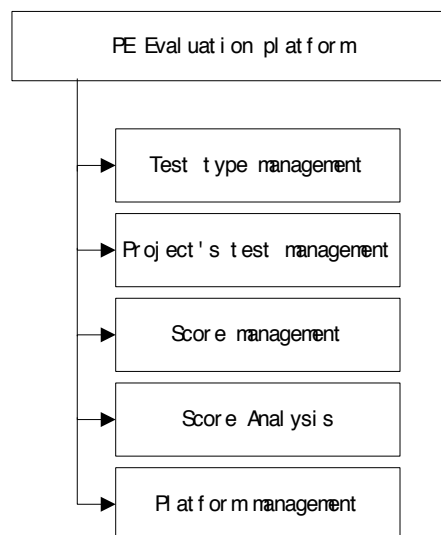 PE Evaluation platform
Test type management
Project's test management
Score management
Score Analysis
Platform management